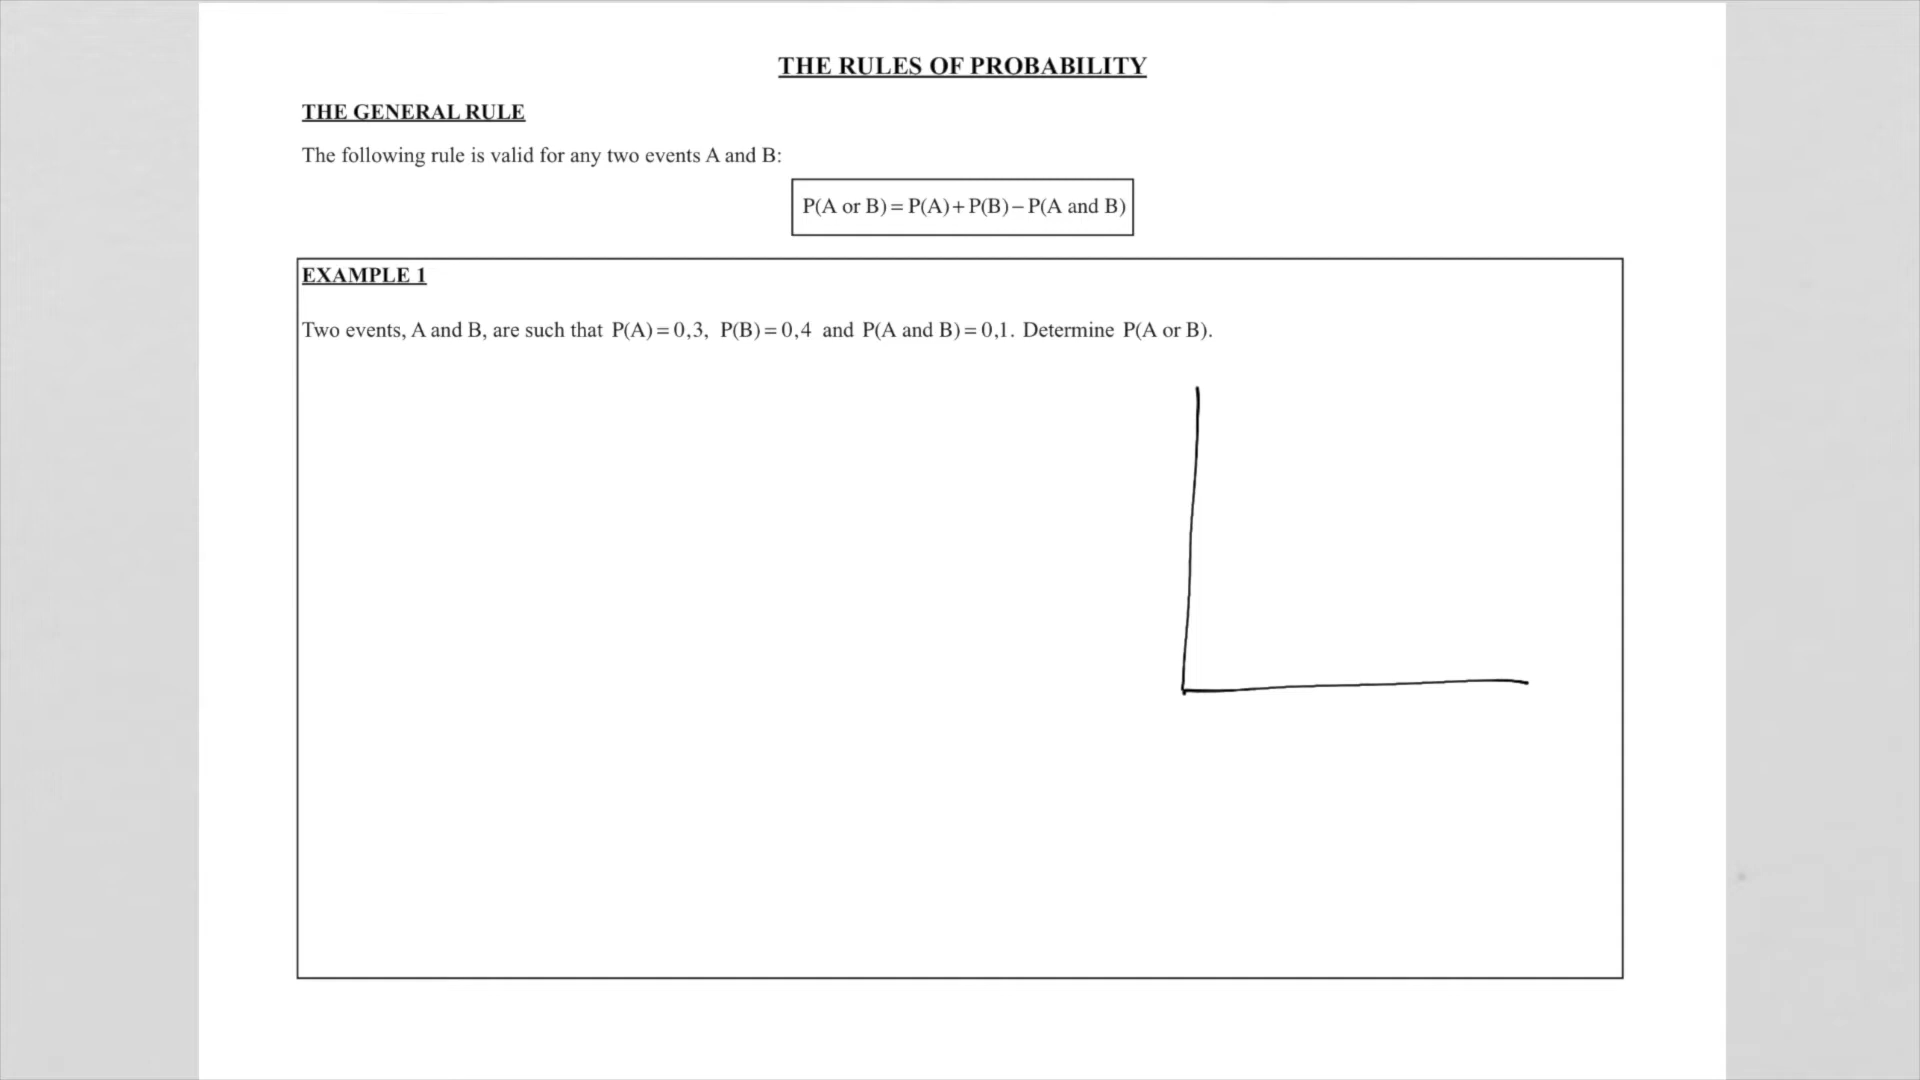 THE RULES OF PROBABILITY
THE GENERAL RULE
The following rule is valid for any two events A and B:
P(A or B) = P(A) + P(B) − P(A and B)
EXAMPLE 1
Two events, A and B, are such that P(A) = 0,3, P(B) = 0,4 and P(A and B) = 0,1. Determine P(A or B).